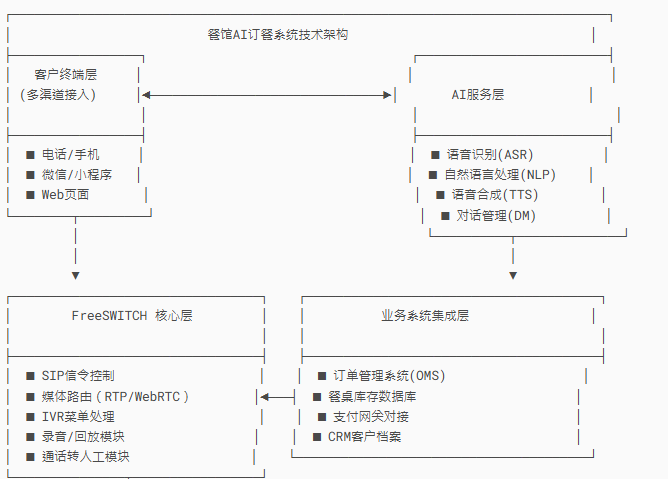 餐馆AI订餐系统技术架构
客户终端层
(多渠道接入)
AI服务层
■ 电话/手机
■ 微信/小程序
■ Web页面
■ 语音识别(ASR)
■ 自然语言处理(NLP)
■ 语音合成(TTS)
■ 对话管理(DM)
FreeSWITCH 核心层
业务系统集成层
■ SIP信令控制
■ 媒体路由(RTP/WebRTC)
■ IVR菜单处理
■ 录音/回放模块
■ 通话转人工模块
■ 订单管理系统(OMS)
■ 餐桌库存数据库
■ 支付网关对接
■ CRM客户档案